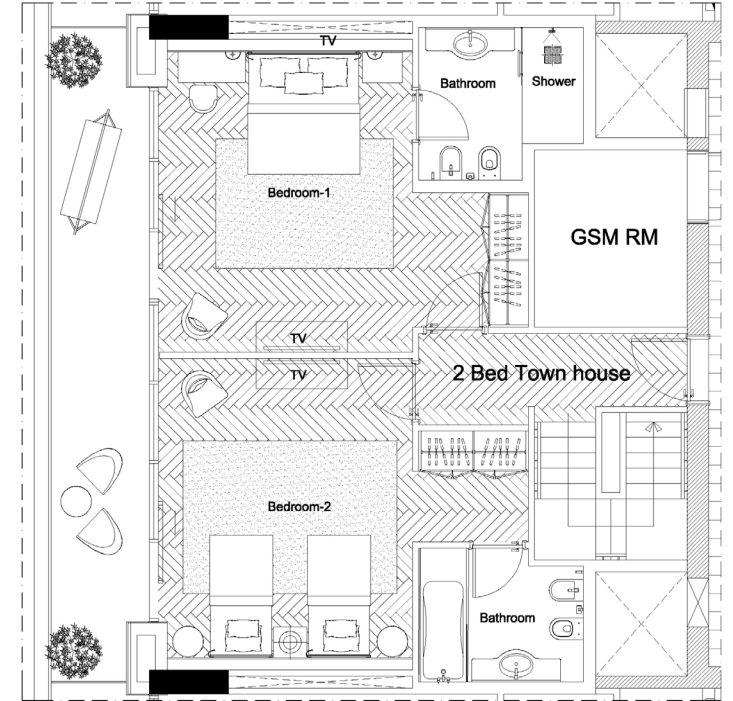 TV
Bathroom
Shower
Bedroom-1
GSM RM
TV
TV
2 Bed Town house
Bedroom-2
Bathroom